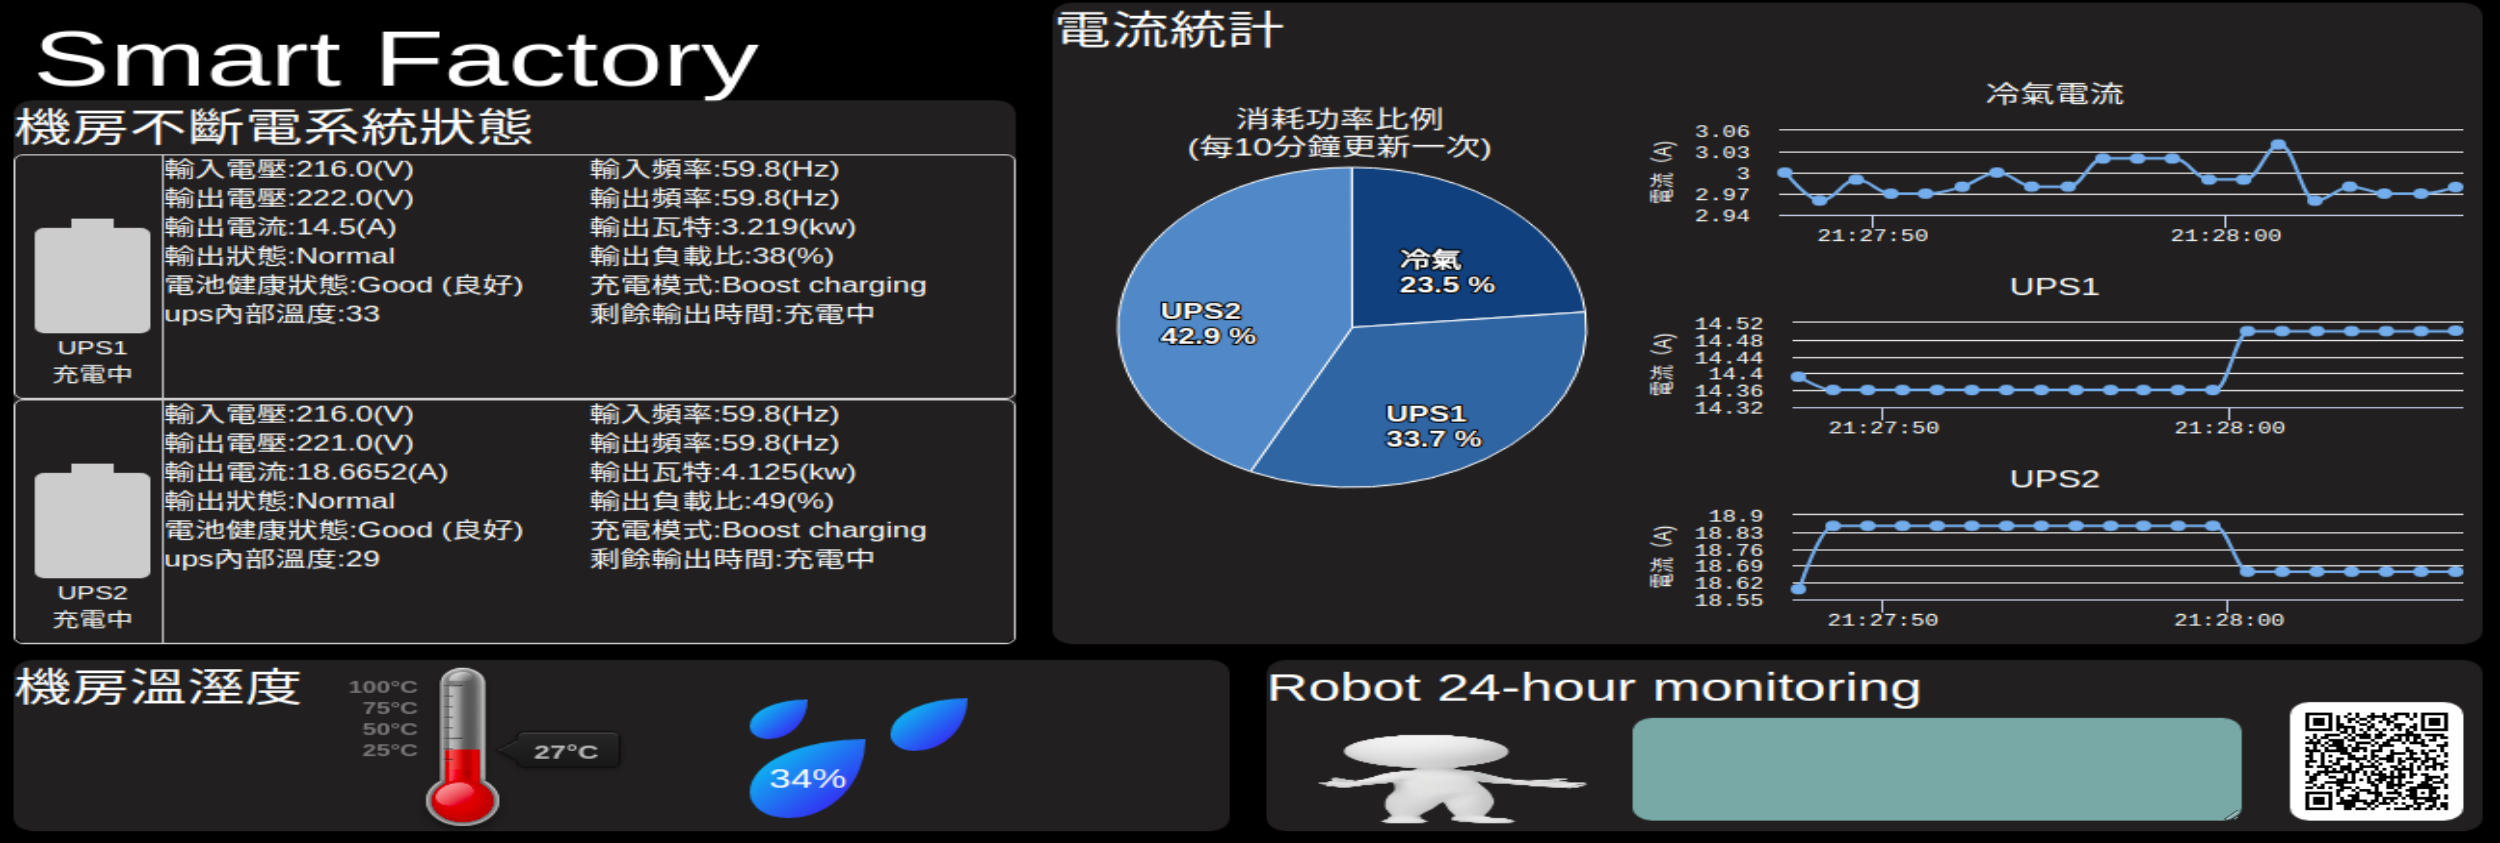 Smart Factory
機房不斷電系統狀態
輸入電壓:216.0(V)
輸入頻率:59.8(Hz)
輸出電壓:222.0(V)
輸出頻率:59.8(Hz)
輸出電流:14.5(A)
輸出瓦特:3.219(kw)
輸出狀態:Normal
輸出負載比:38(%)
電池健康狀態:Good (良好)
充電模式:Boost charging
ups內部溫度:33
剩餘輸出時間:充電中
UPS1
充電中
輸入電壓:216.0(V)
輸入頻率:59.8(Hz)
輸出電壓:221.0(V)
輸出頻率:59.8(Hz)
輸出電流:18.6652(A)
輸出瓦特:4.125(kw)
輸出狀態:Normal
輸出負載比:49(%)
電池健康狀態:Good (良好)
充電模式:Boost charging
ups內部溫度:29
剩餘輸出時間:充電中
UPS2
充電中
電流統計
消耗功率比例
(每10分鐘更新一次)
冷氣
23.5 %
UPS2
42.9 %
UPS1
33.7 %
冷氣電流
電流 (A)
3.06
3.03
3
2.97
2.94
21:27:50
21:28:00
UPS1
電流 (A)
14.52
14.48
14.44
14.4
14.36
14.32
21:27:50
21:28:00
UPS2
電流 (A)
18.9
18.83
18.76
18.69
18.62
18.55
21:27:50
21:28:00
機房溫溼度
100°C
75°C
50°C
25°C
27°C
34%
Robot 24-hour monitoring